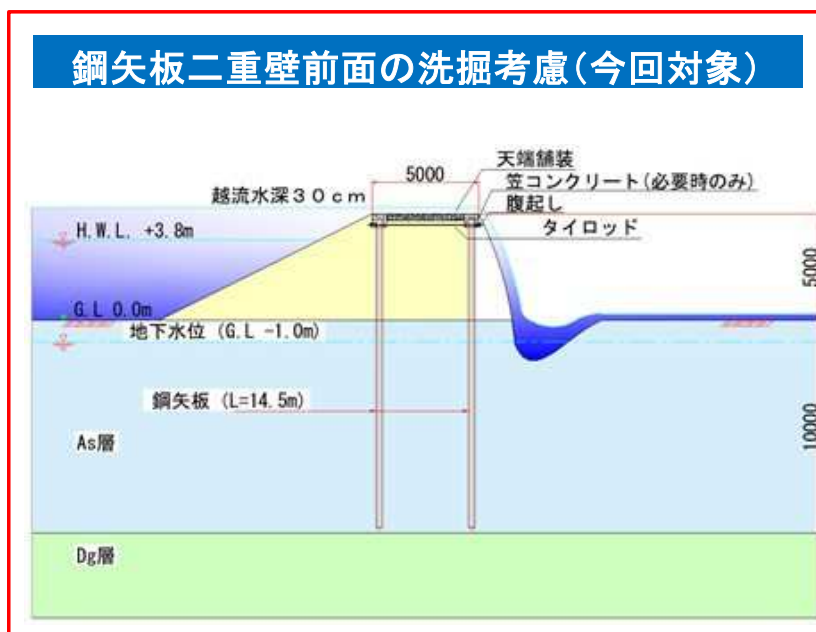 鋼矢板二重壁前面の洗掘考慮(今回対象)
天端舗装
5000
笠コンクリート(必要時のみ)
越流水深30cm
腹起し
タイロッド
H.W.L. +3.8m
5000
G.L 0.0m
地下水位 (G.L -1.0m)
鋼矢板 (L=14.5m)
10000
As層
Dg層